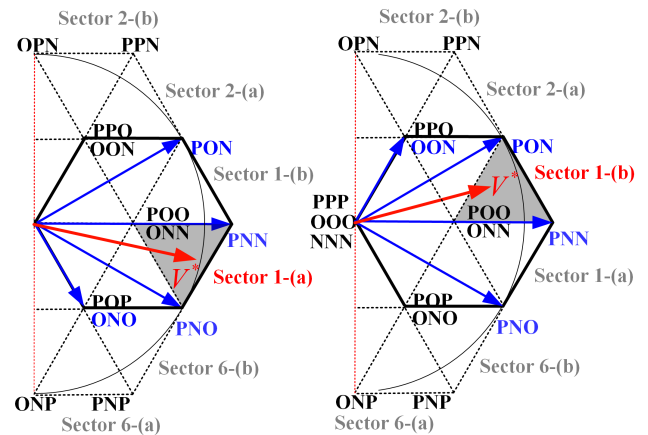 Sector 2-(b)
OPN
PPN
Sector 2-(a)
PPO
OON
PON
Sector 1-(b)
POO
ONN
PNN
V*
Sector 1-(a)
POP
ONO
PNO
Sector 6-(b)
ONP
PNP
Sector 6-(a)
Sector 2-(b)
OPN
PPN
Sector 2-(a)
PPO
OON
PON
Sector 1-(b)
V*
PPP
OOO
NNN
POO
ONN
PNN
Sector 1-(a)
POP
ONO
PNO
Sector 6-(b)
ONP
PNP
Sector 6-(a)